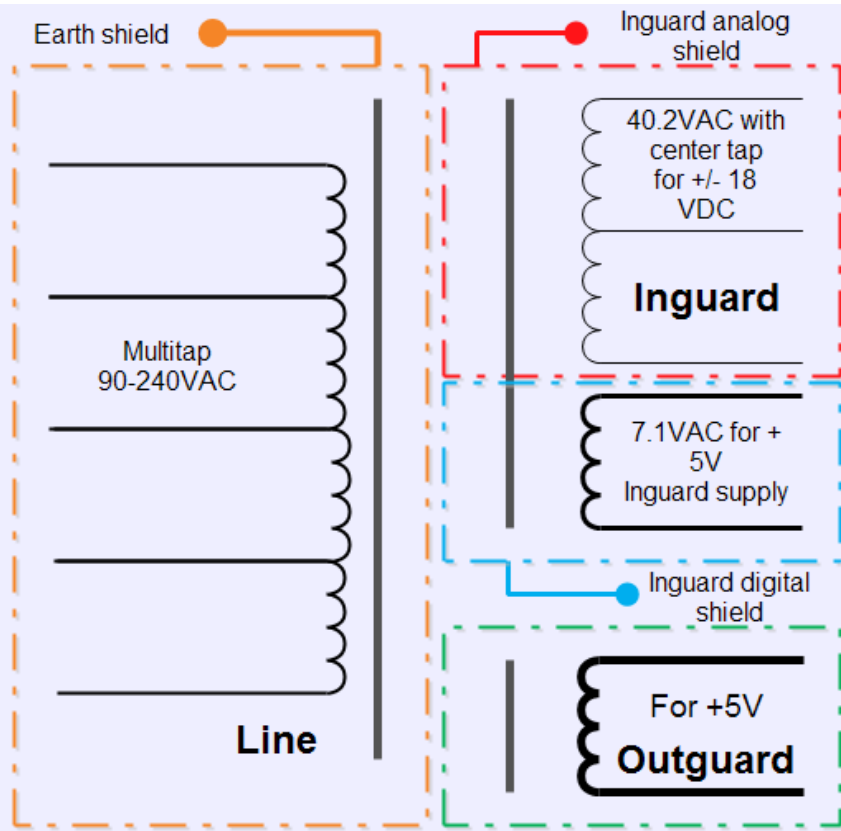 Earth shield
Inguard analog
shield
40.2VAC with
center tap
for +/- 18
VDC
Inguard
Multitap
90-240VAC
7.1VAC for +
5V
Inguard supply
Inguard digital
shield
Line
For +5V
Outguard